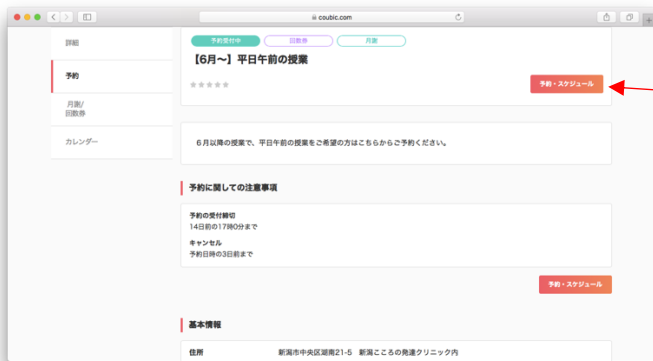 coubic.com
詳細
予約
月謝/
回数券
カレンダー
予約受付中 回数券 月謝
【6月〜】平日午前の授業
予約・スケジュール
6月以降の授業で、平日午前の授業をご希望の方はこちらからご予約ください。
予約に関しての注意事項
予約の受付締切
14日前の17時0分まで
キャンセル
予約日時の3日前まで
予約・スケジュール
基本情報
住所 新潟市中央区湖南21-5 新潟こころの発達クリニック内